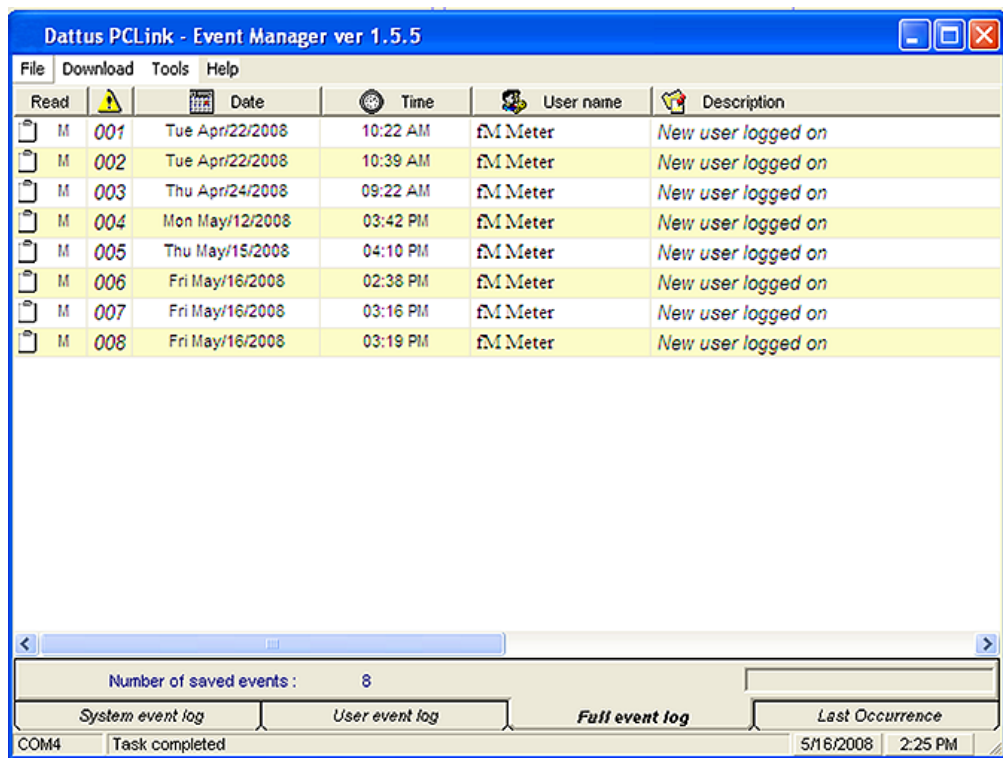 Dattus PCLink - Event Manager ver 1.5.5
File Download Tools Help
Read Date Time User name Description
M 001 Tue Apr/22/2008 10:22 AM fM Meter New user logged on
M 002 Tue Apr/22/2008 10:39 AM fM Meter New user logged on
M 003 Thu Apr/24/2008 09:22 AM fM Meter New user logged on
M 004 Mon May/12/2008 03:42 PM fM Meter New user logged on
M 005 Thu May/15/2008 04:10 PM fM Meter New user logged on
M 006 Fri May/16/2008 02:38 PM fM Meter New user logged on
M 007 Fri May/16/2008 03:16 PM fM Meter New user logged on
M 008 Fri May/16/2008 03:19 PM fM Meter New user logged on
Number of saved events : 8
System event log User event log Full event log Last Occurrence
COM4 Task completed 5/16/2008 2:25 PM